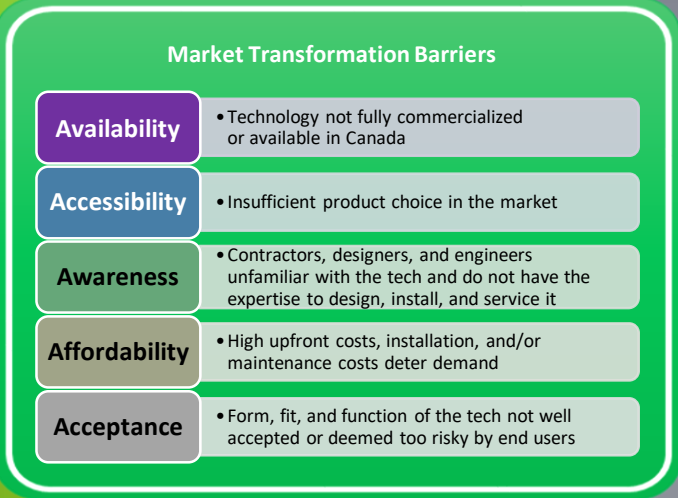 Market Transformation Barriers
Availability
•Technology not fully commercialized
or available in Canada
Accessibility
•Insufficient product choice in the market
Awareness
•Contractors, designers, and engineers
unfamiliar with the tech and do not have the
expertise to design, install, and service it
Affordability
•High upfront costs, installation, and/or
maintenance costs deter demand
Acceptance
•Form, fit, and function of the tech not well
accepted or deemed too risky by end users